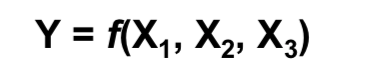 Y = f(X₁, X₂, X₃)